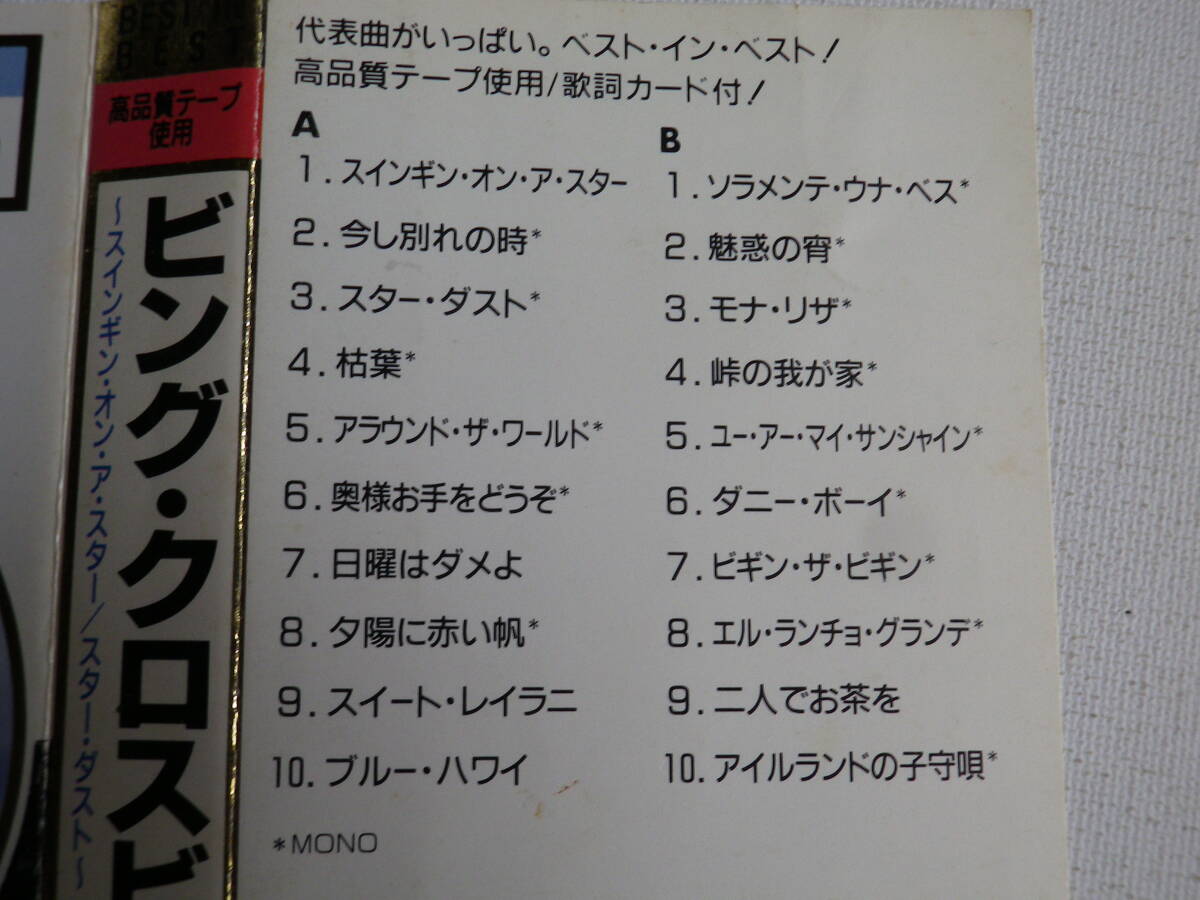 BEST IN
BEST
高品質テープ
使用
ビング・クロスビ
～スインギン・オン・ア・スター/スター・ダスト～
代表曲がいっぱい。ベスト・イン・ベスト!
高品質テープ使用/歌詞カード付!
A
1.スインギン・オン・ア・スター
2.今し別れの時*
3.スター・ダスト*
4.枯葉*
5.アラウンド・ザ・ワールド*
6.奥様お手をどうぞ*
7.日曜はダメよ
8.夕陽に赤い帆*
9.スイート・レイラニ
10.ブルー・ハワイ
*MONO
B
1.ソラメンテ・ウナ・ベス*
2.魅惑の宵*
3.モナ・リザ*
4.峠の我が家*
5.ユー・アー・マイ・サンシャイン*
6.ダニー・ボーイ*
7.ビギン・ザ・ビギン*
8.エル・ランチョ・グランデ*
9.二人でお茶を
10.アイルランドの子守唄*